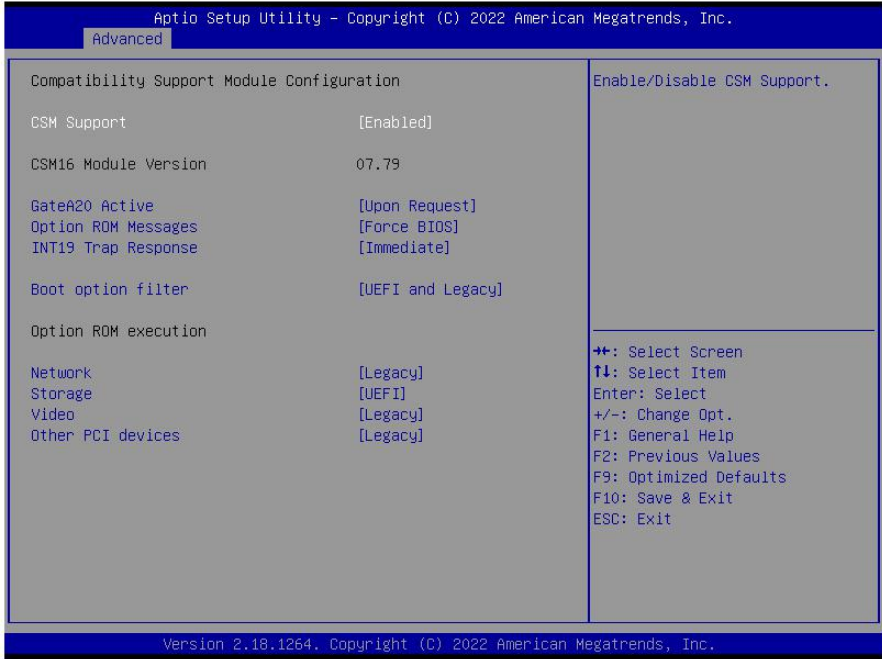 Aptio Setup Utility – Copyright (C) 2022 American Megatrends, Inc.
Advanced
Compatibility Support Module Configuration
Enable/Disable CSM Support.
CSM Support [Enabled]
CSM16 Module Version 07.79
GateA20 Active [Upon Request]
Option ROM Messages [Force BIOS]
INT19 Trap Response [Immediate]
Boot option filter [UEFI and Legacy]
Option ROM execution
Network [Legacy]
Storage [UEFI]
Video [Legacy]
Other PCI devices [Legacy]
→←: Select Screen
↑↓: Select Item
Enter: Select
+/-: Change Opt.
F1: General Help
F2: Previous Values
F9: Optimized Defaults
F10: Save & Exit
ESC: Exit
Version 2.18.1264. Copyright (C) 2022 American Megatrends, Inc.